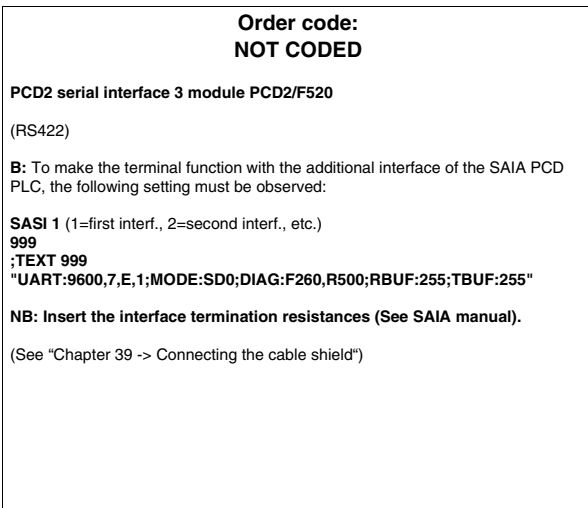 Order code:
NOT CODED
PCD2 serial interface 3 module PCD2/F520
(RS422)
B: To make the terminal function with the additional interface of the SAIA PCD
PLC, the following setting must be observed:
SASI 1 (1=first interf., 2=second interf., etc.)
999
;TEXT 999
"UART:9600,7,E,1;MODE:SD0;DIAG:F260,R500;RBUF:255;TBUF:255"
NB: Insert the interface termination resistances (See SAIA manual).
(See “Chapter 39 -> Connecting the cable shield“)